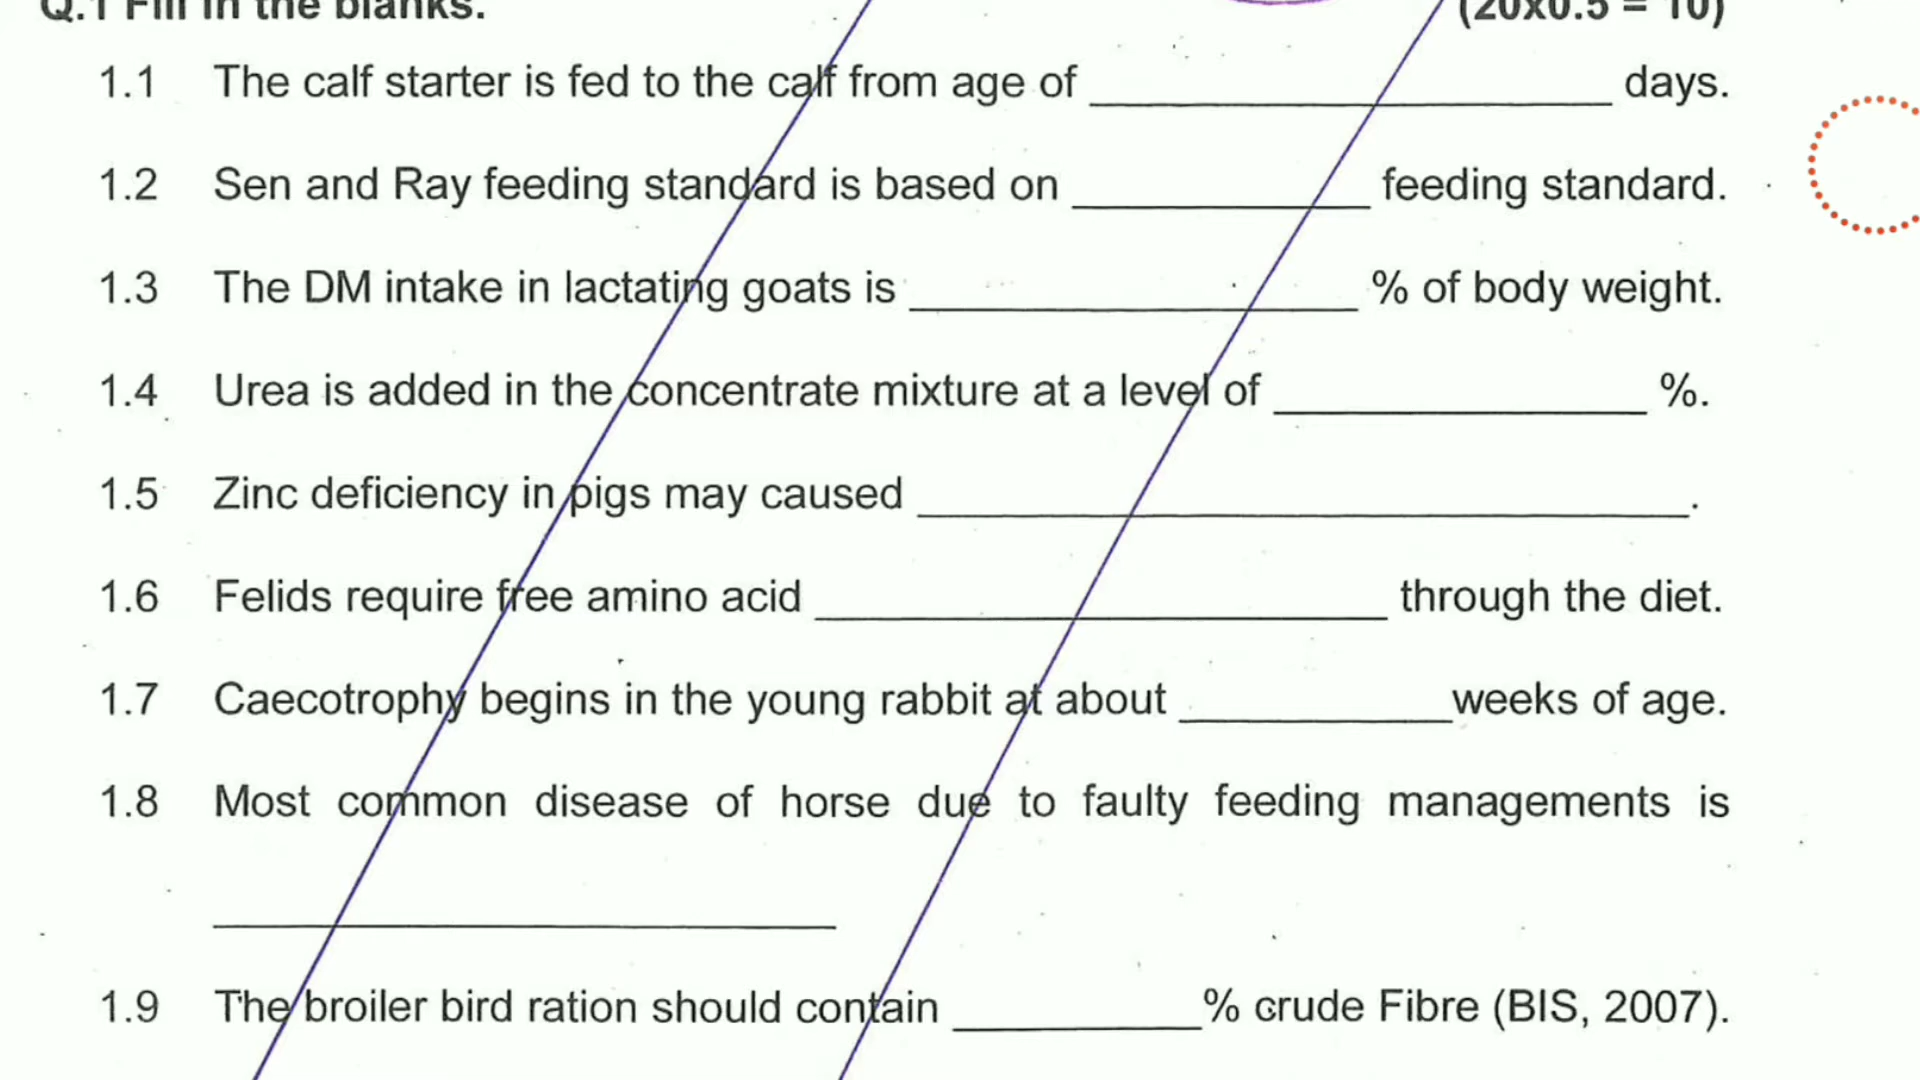 Q.1 Fill in the blanks. (20x0.5 = 10)
1.1 The calf starter is fed to the calf from age of ____________________ days.
1.2 Sen and Ray feeding standard is based on ____________ feeding standard.
1.3 The DM intake in lactating goats is __________________ % of body weight.
1.4 Urea is added in the concentrate mixture at a level of _______________ %.
1.5 Zinc deficiency in pigs may caused ______________________________.
1.6 Felids require free amino acid _______________________ through the diet.
1.7 Caecotrophy begins in the young rabbit at about ___________weeks of age.
1.8 Most common disease of horse due to faulty feeding managements is
_________________________
1.9 The broiler bird ration should contain __________% crude Fibre (BIS, 2007).